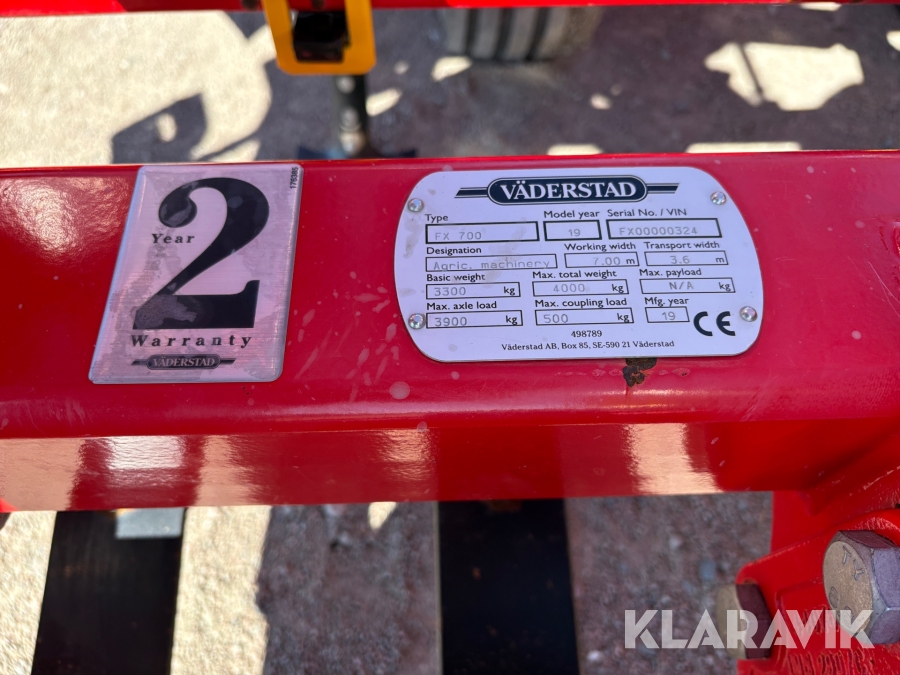 176385
2
Year
Warranty
VÄDERSTAD
VÄDERSTAD
Type Model year Serial No. / VIN
FX 700 19 FX00000324
Designation Working width Transport width
Agric. machinery 7.00 m 3.6 m
Basic weight Max. total weight Max. payload
3300 kg 4000 kg N/A kg
Max. axle load Max. coupling load Mfg. year
3900 kg 500 kg 19 CE
498789
Väderstad AB, Box 85, SE-590 21 Väderstad
KLARAVIK